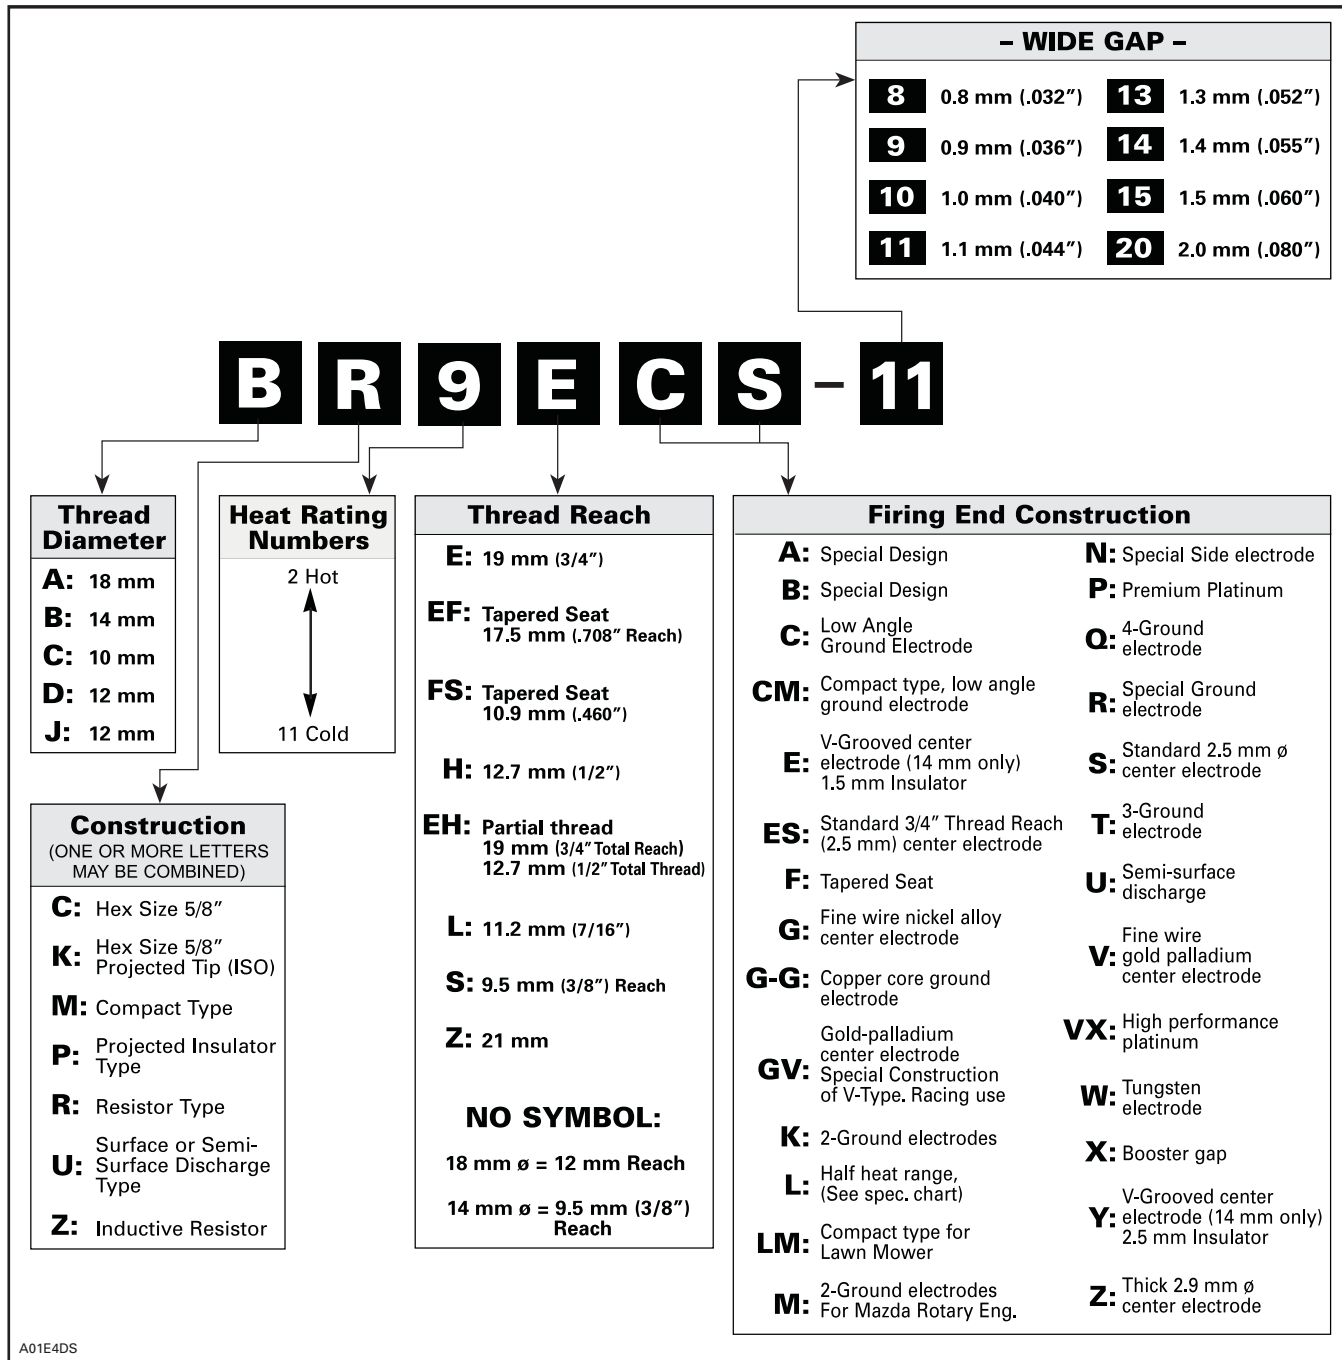 – WIDE GAP –
8 0.8 mm (.032″) 13 1.3 mm (.052″)
9 0.9 mm (.036″) 14 1.4 mm (.055″)
10 1.0 mm (.040″) 15 1.5 mm (.060″)
11 1.1 mm (.044″) 20 2.0 mm (.080″)
B R 9 E C S – 11
Thread
Diameter
A: 18 mm
B: 14 mm
C: 10 mm
D: 12 mm
J: 12 mm
Construction
(ONE OR MORE LETTERS
MAY BE COMBINED)
C: Hex Size 5/8″
K: Hex Size 5/8″
Projected Tip (ISO)
M: Compact Type
P: Projected Insulator
Type
R: Resistor Type
U: Surface or Semi-
Surface Discharge
Type
Z: Inductive Resistor
Heat Rating
Numbers
2 Hot
11 Cold
Thread Reach
E: 19 mm (3/4″)
EF: Tapered Seat
17.5 mm (.708″ Reach)
FS: Tapered Seat
10.9 mm (.460″)
H: 12.7 mm (1/2″)
EH: Partial thread
19 mm (3/4″ Total Reach)
12.7 mm (1/2″ Total Thread)
L: 11.2 mm (7/16″)
S: 9.5 mm (3/8″) Reach
Z: 21 mm
NO SYMBOL:
18 mm ø = 12 mm Reach
14 mm ø = 9.5 mm (3/8″)
Reach
Firing End Construction
A: Special Design
B: Special Design
C: Low Angle
Ground Electrode
CM: Compact type, low angle
ground electrode
E: V-Grooved center
electrode (14 mm only)
1.5 mm Insulator
ES: Standard 3/4″ Thread Reach
(2.5 mm) center electrode
F: Tapered Seat
G: Fine wire nickel alloy
center electrode
G-G: Copper core ground
electrode
GV: Gold-palladium
center electrode
Special Construction
of V-Type. Racing use
K: 2-Ground electrodes
L: Half heat range,
(See spec. chart)
LM: Compact type for
Lawn Mower
M: 2-Ground electrodes
For Mazda Rotary Eng.
N: Special Side electrode
P: Premium Platinum
Q: 4-Ground
electrode
R: Special Ground
electrode
S: Standard 2.5 mm ø
center electrode
T: 3-Ground
electrode
U: Semi-surface
discharge
V: Fine wire
gold palladium
center electrode
VX: High performance
platinum
W: Tungsten
electrode
X: Booster gap
Y: V-Grooved center
electrode (14 mm only)
2.5 mm Insulator
Z: Thick 2.9 mm ø
center electrode
A01E4DS